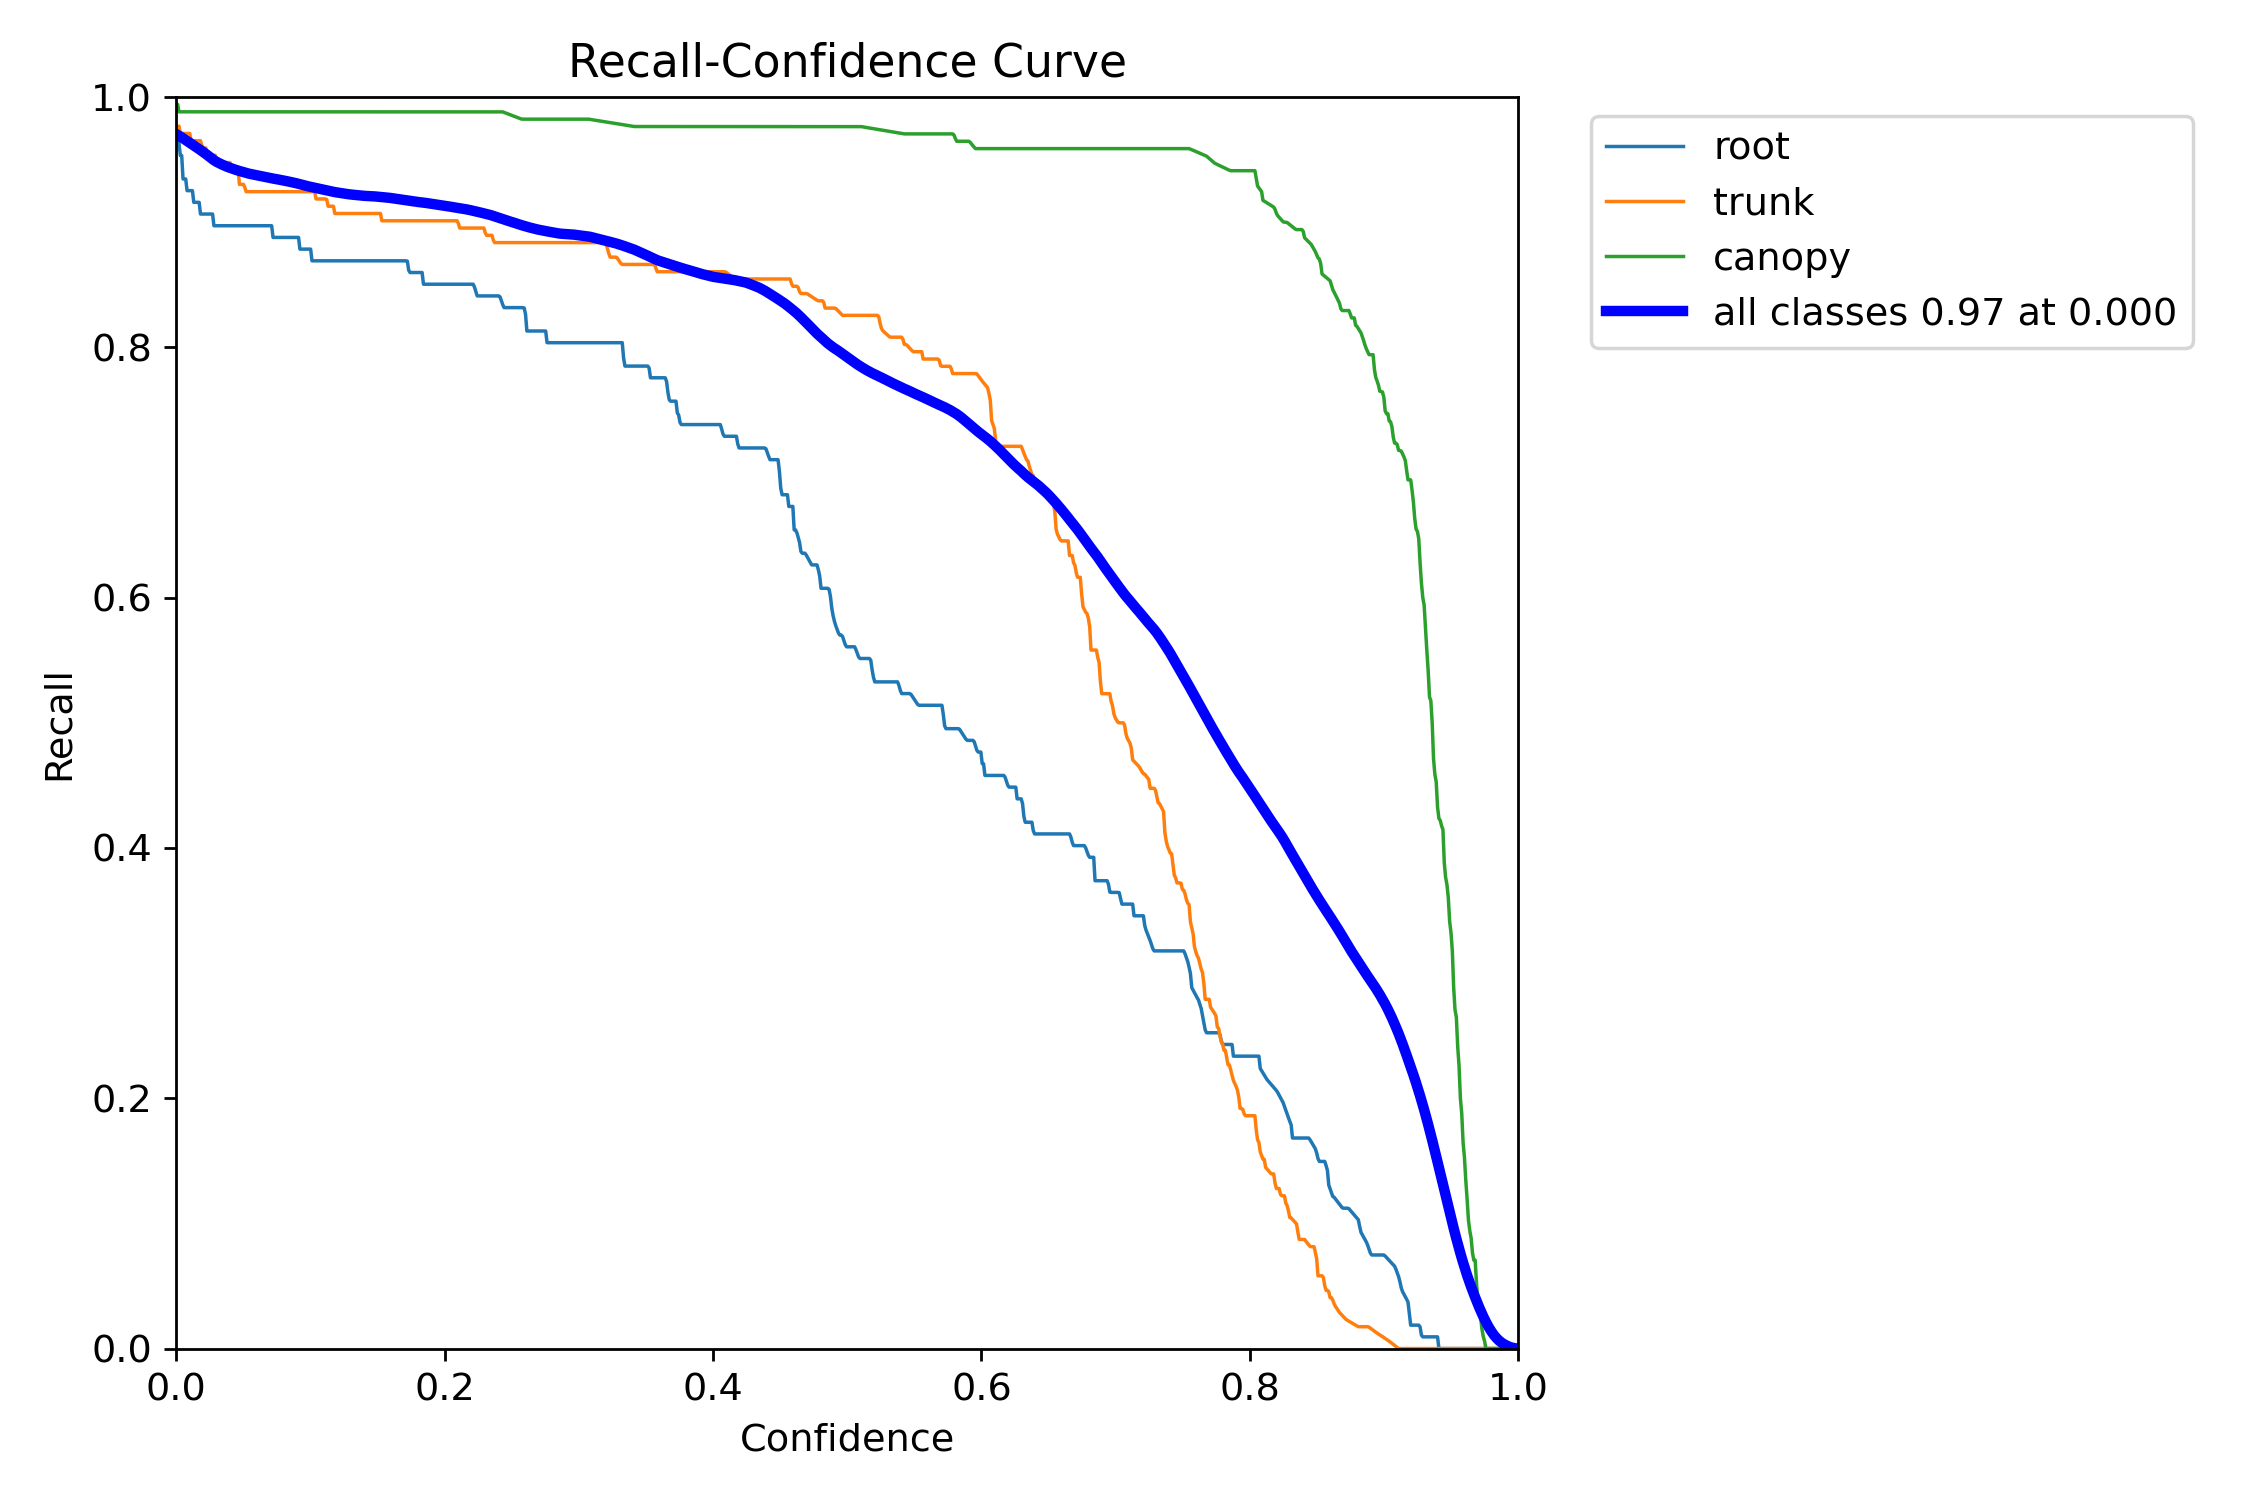 Recall-Confidence Curve
1.0
0.8
0.6
0.4
0.2
0.0
Recall
0.0 0.2 0.4 0.6 0.8 1.0
Confidence
root
trunk
canopy
all classes 0.97 at 0.000